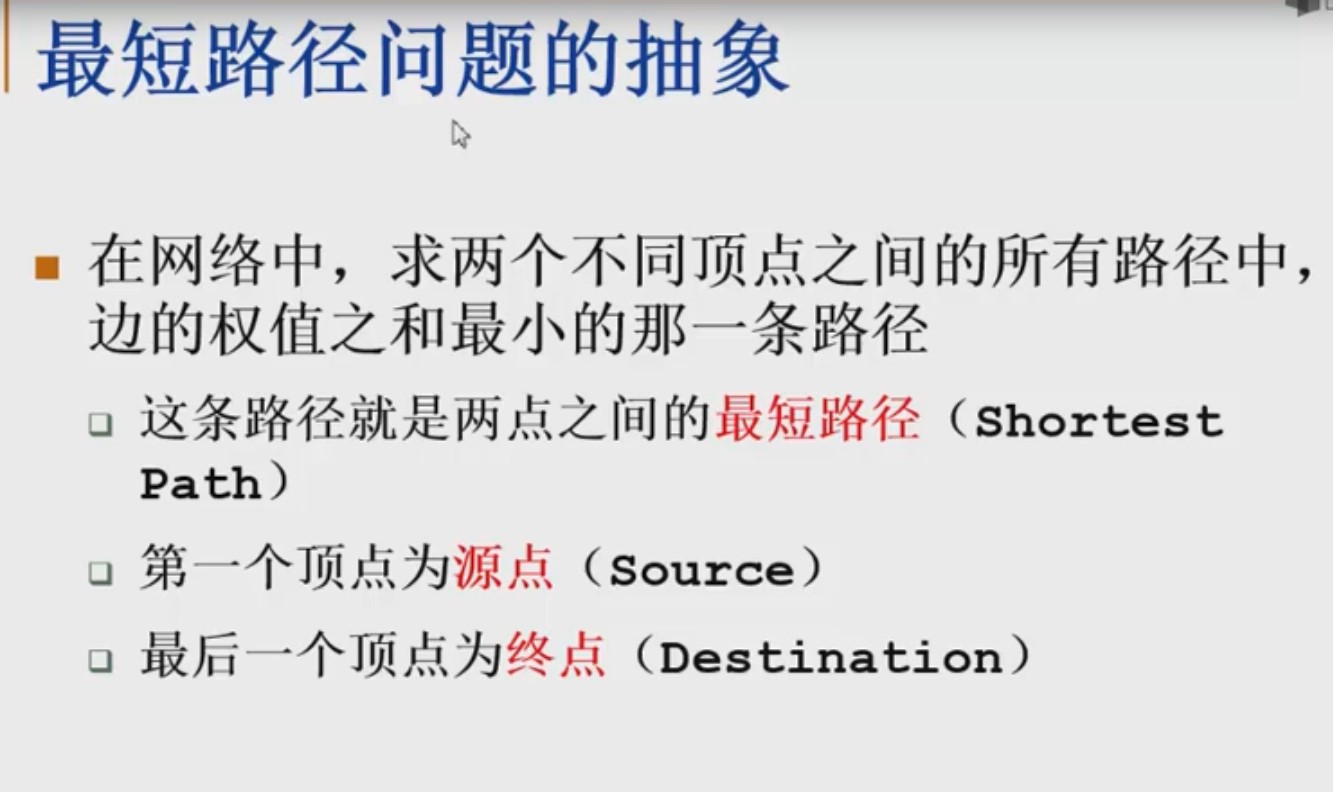 最短路径问题的抽象
在网络中，求两个不同顶点之间的所有路径中，
边的权值之和最小的那一条路径
这条路径就是两点之间的最短路径（Shortest
Path）
第一个顶点为源点（Source）
最后一个顶点为终点（Destination）